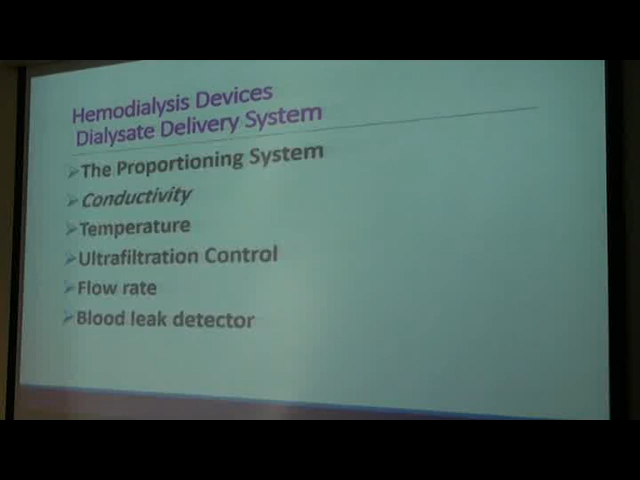 Hemodialysis Devices
Dialysate Delivery System
The Proportioning System
Conductivity
Temperature
Ultrafiltration Control
Flow rate
Blood leak detector